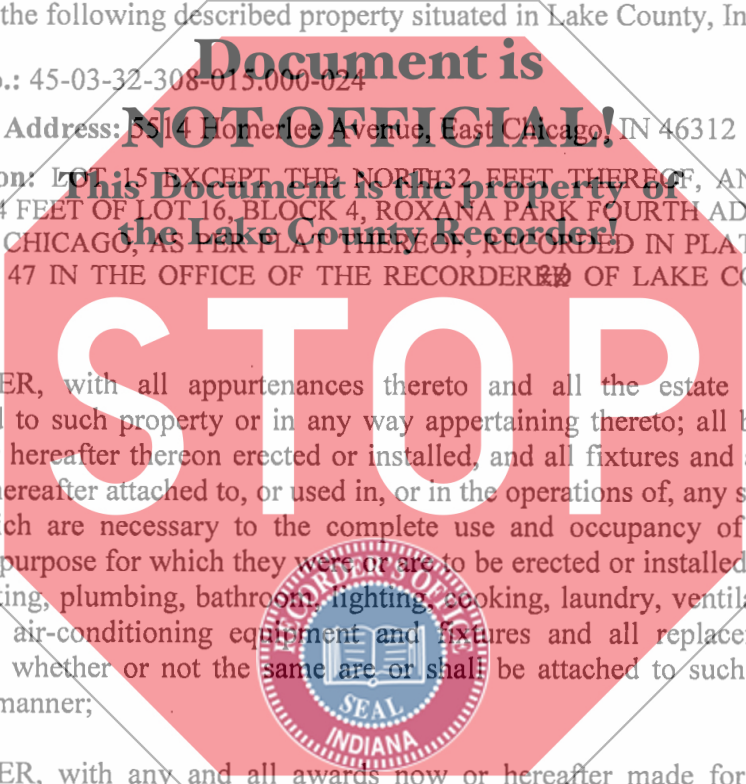 the following described property situated in Lake County, In
Document is
o.: 45-03-32-308-015.000-024
NOT OFFICIAL!
Address: 5514 Homerlee Avenue, East Chicago, IN 46312
This Document is the property of
on: LOT 15 EXCEPT THE NORTH 32 FEET THEREOF, AN
4 FEET OF LOT 16, BLOCK 4, ROXANA PARK FOURTH AD
the Lake County Recorder!
CHICAGO, AS PER PLAT THEREOF, RECORDED IN PLAT
47 IN THE OFFICE OF THE RECORDER OF LAKE CO
STOP
ER, with all appurtenances thereto and all the estate
d to such property or in any way appertaining thereto; all b
hereafter thereon erected or installed, and all fixtures and
hereafter attached to, or used in, or in the operations of, any s
ich are necessary to the complete use and occupancy of
purpose for which they were or are to be erected or installed
ting, plumbing, bathroom, lighting, cooking, laundry, ventila
air-conditioning equipment and fixtures and all replace
whether or not the same are or shall be attached to such
manner;
RECORDER'S OFFICE
SEAL
INDIANA
ER, with any and all awards now or hereafter made for